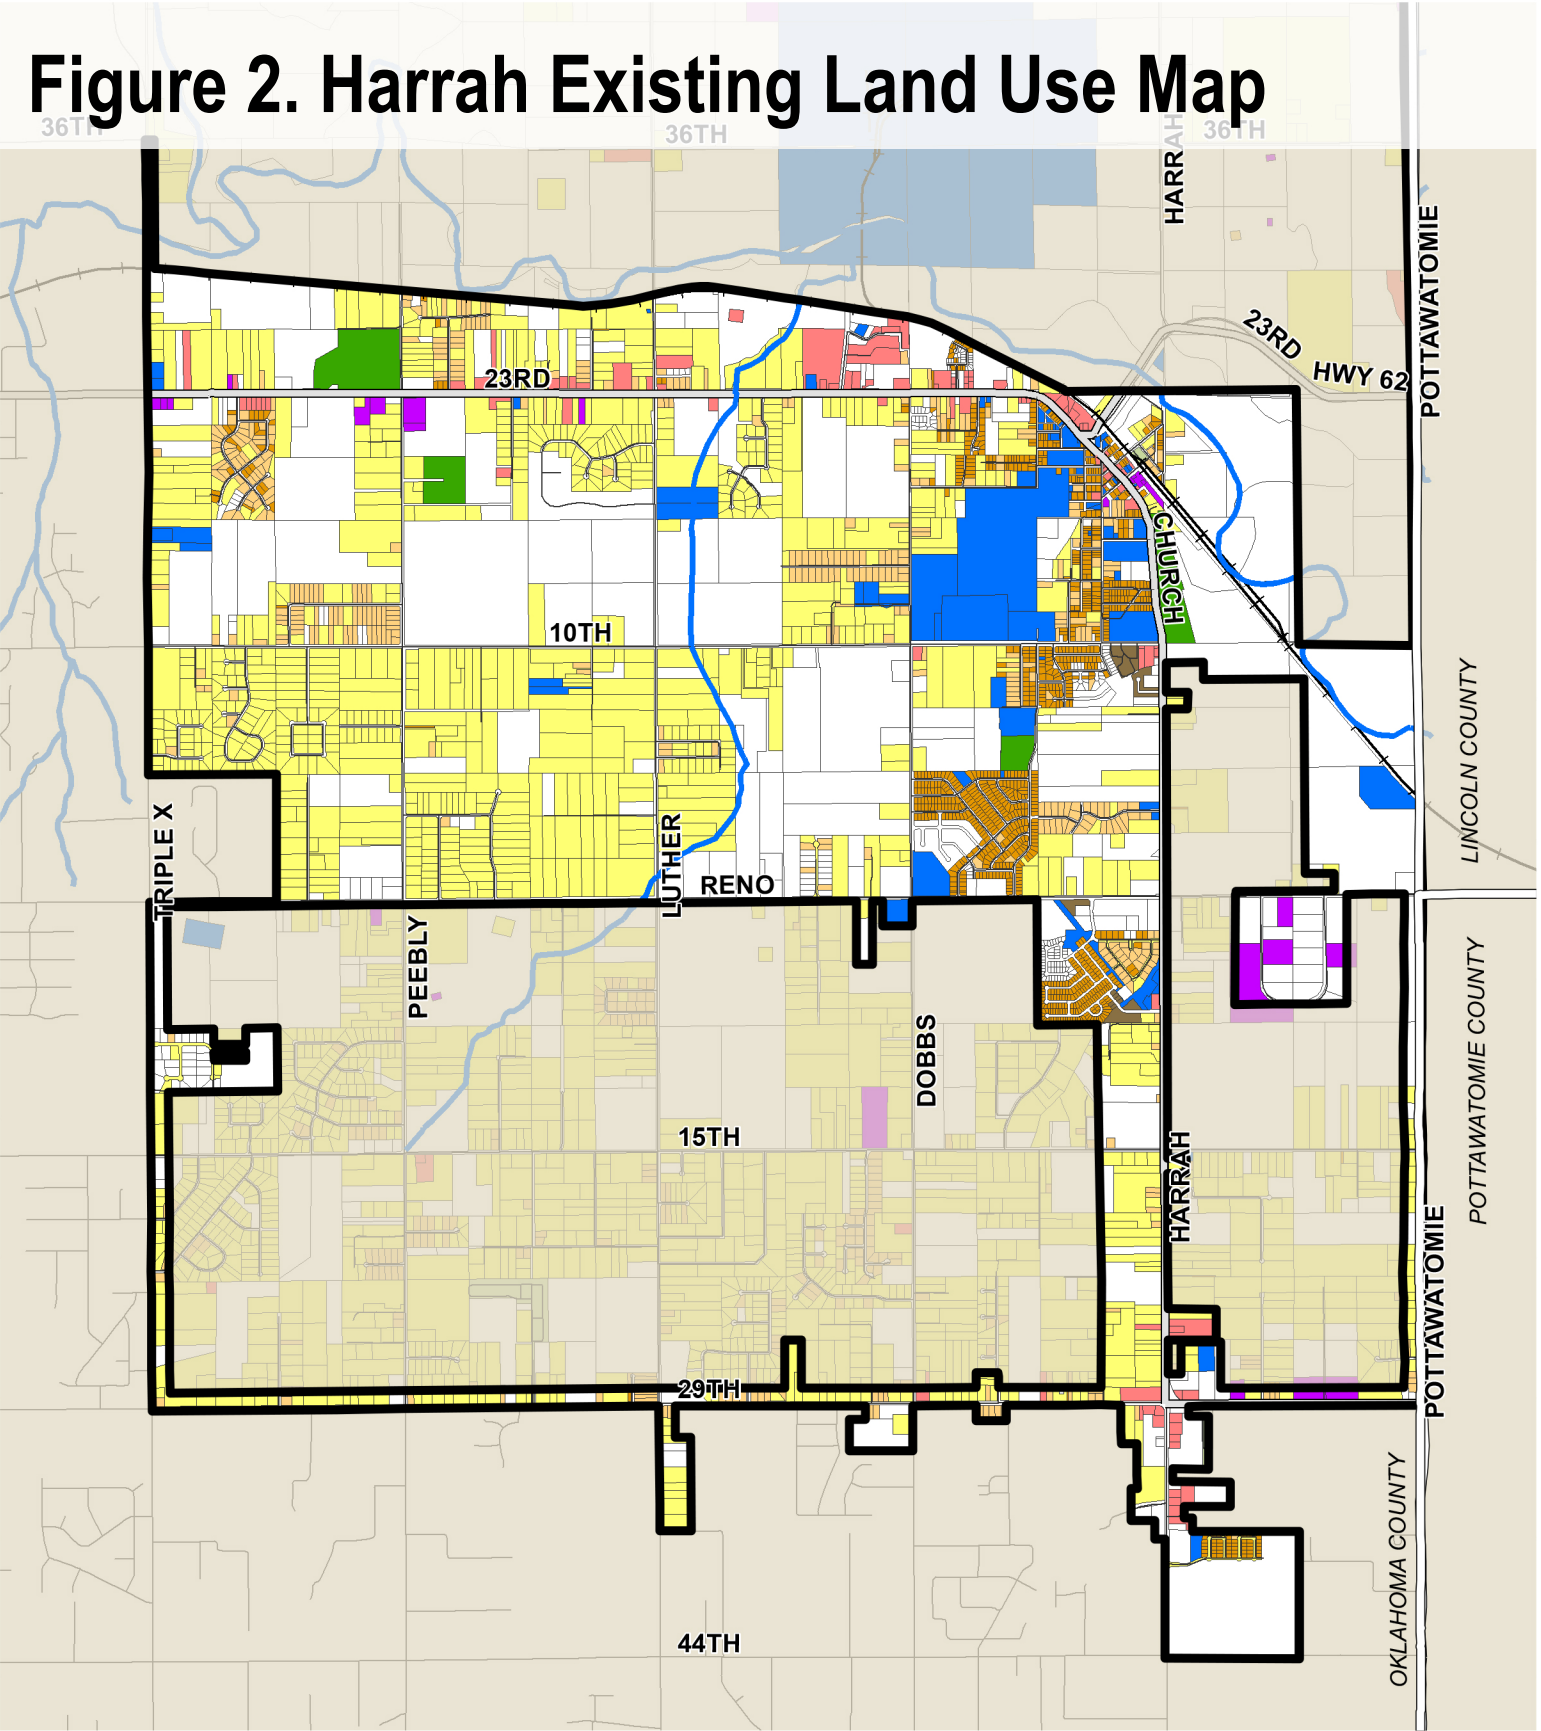 Figure 2. Harrah Existing Land Use Map
36TH
36TH
36TH
HARRAH
POTTAWATOMIE
23RD
HWY 62
23RD
CHURCH
10TH
LINCOLN COUNTY
TRIPLE X
LUTHER
RENO
PEEBLY
DOBBS
POTTAWATOMIE COUNTY
15TH
HARRAH
POTTAWATOMIE
29TH
OKLAHOMA COUNTY
44TH